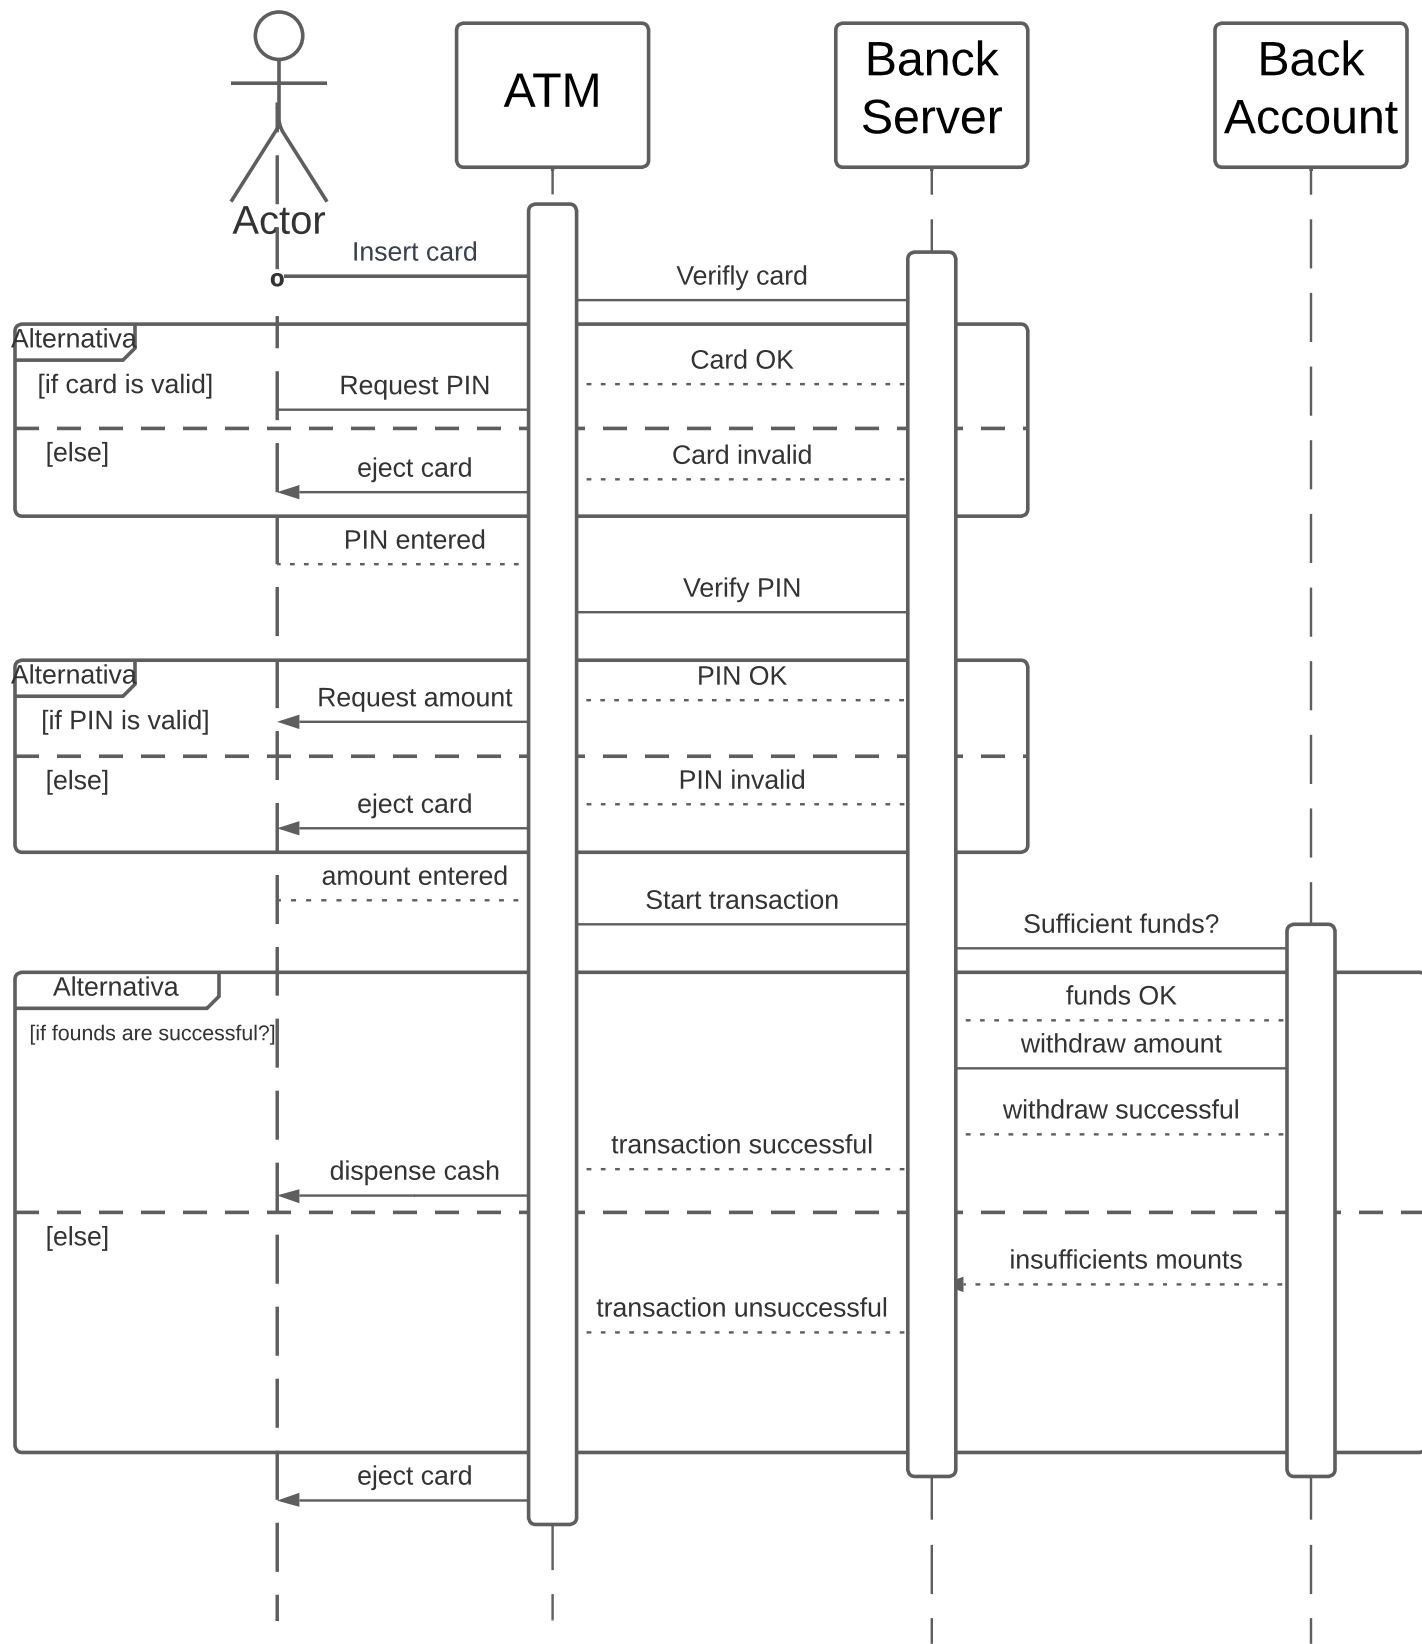 ATM
Banck
Server
Back
Account
Actor
Insert card
Verifly card
Alternativa
Card OK
[if card is valid]
Request PIN
[else]
Card invalid
eject card
PIN entered
Verify PIN
Alternativa
PIN OK
Request amount
[if PIN is valid]
[else]
PIN invalid
eject card
amount entered
Start transaction
Sufficient funds?
Alternativa
funds OK
[if founds are successful?]
withdraw amount
withdraw successful
transaction successful
dispense cash
[else]
insufficients mounts
transaction unsuccessful
eject card